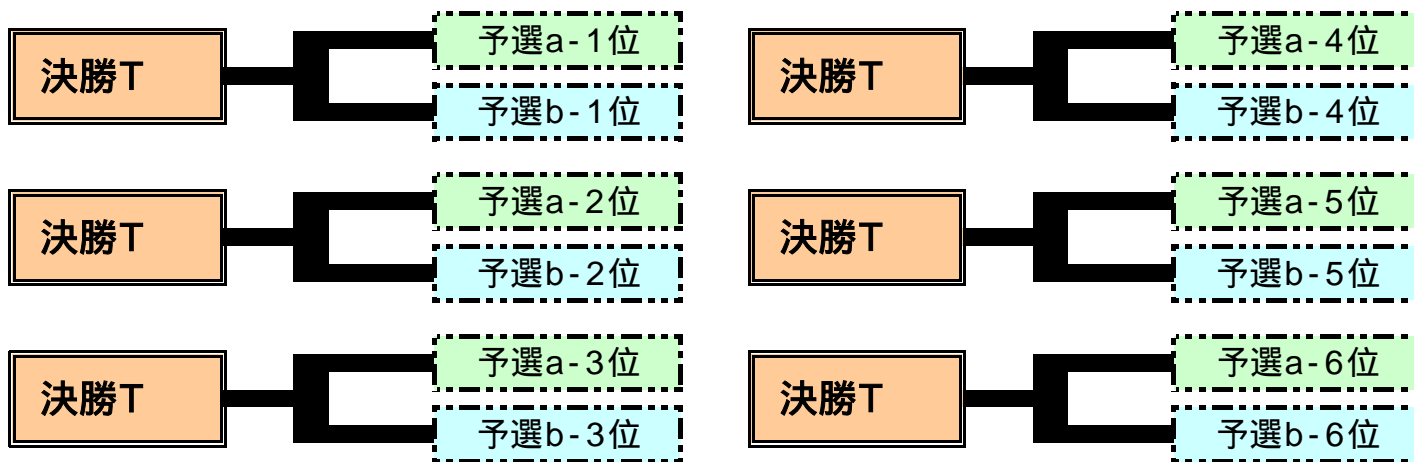 予選a-1位
決勝T
予選b-1位
予選a-4位
決勝T
予選b-4位
予選a-2位
決勝T
予選b-2位
予選a-5位
決勝T
予選b-5位
予選a-3位
決勝T
予選b-3位
予選a-6位
決勝T
予選b-6位